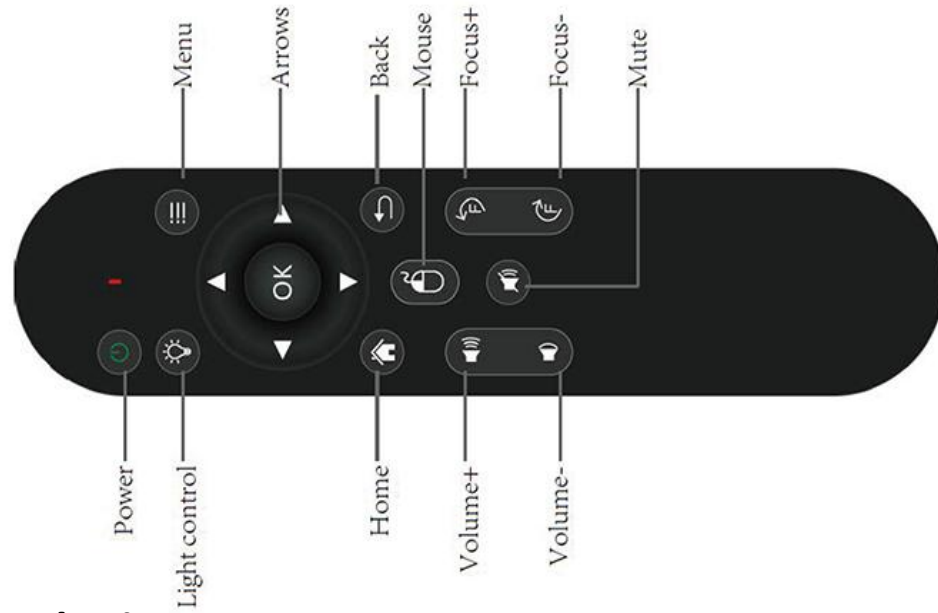 Menu
Arrows
Back
Mouse
Focus+
Focus-
Mute
OK
F
F
Power
Light control
Home
Volume+
Volume-